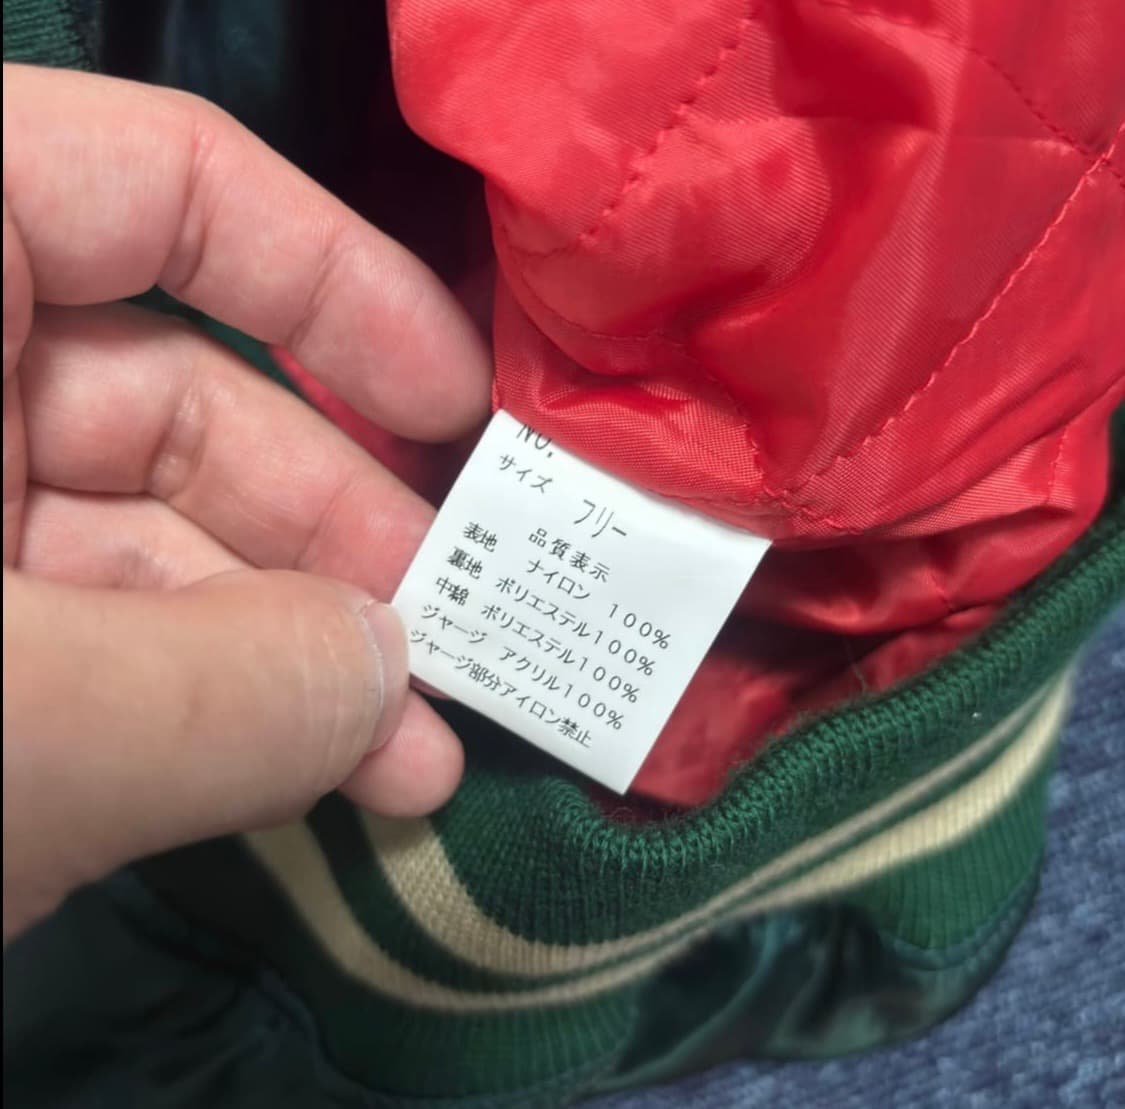 NO.
サイズ フリー
品質表示
表地 ナイロン 100%
裏地 ポリエステル100%
中綿 ポリエステル100%
ジャージ アクリル100%
ジャージ部分アイロン禁止